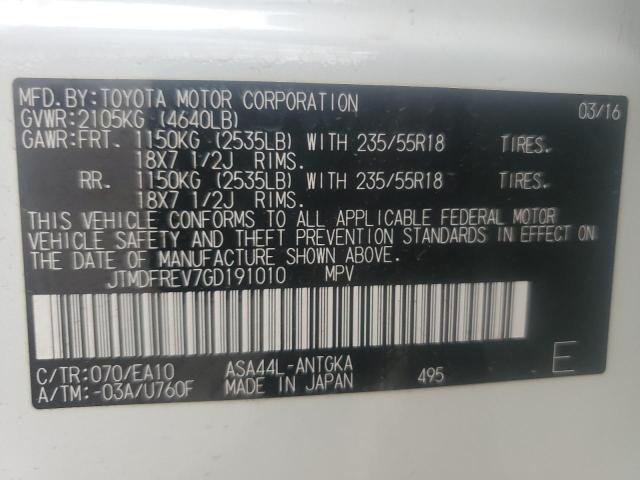 MFD.BY:TOYOTA MOTOR CORPORATION 03/16
GVWR:2105KG (4640LB)
GAWR:FRT. 1150KG (2535LB) WITH 235/55R18 TIRES.
18X7 1/2J RIMS.
RR. 1150KG (2535LB) WITH 235/55R18 TIRES.
18X7 1/2J RIMS.
THIS VEHICLE CONFORMS TO ALL APPLICABLE FEDERAL MOTOR
VEHICLE SAFETY AND THEFT PREVENTION STANDARDS IN EFFECT ON
THE DATE OF MANUFACTURE SHOWN ABOVE.
JTMDFREV7GD191010 MPV
C/TR:070/EA10 ASA44L-ANTGKA
A/TM:-03A/U760F MADE IN JAPAN 495 E